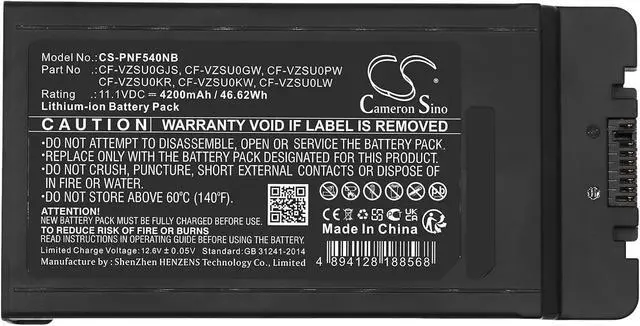 Model No.:CS-PNF540NB
Part No : CF-VZSU0GJS, CF-VZSU0GW, CF-VZSU0PW
CF-VZSU0KR, CF-VZSU0KW, CF-VZSU0LW
Rating : 11.1VDC ⎓ 4200mAh / 46.62Wh
Lithium-ion Battery Pack
CS
Cameron Sino
CAUTION WARRANTY VOID IF LABEL IS REMOVED
•DO NOT ATTEMPT TO DISASSEMBLE, OPEN OR SERVICE THE BATTERY PACK.
•REPLACE ONLY WITH THE BATTERY PACK DESIGNATED FOR THIS PRODUCT.
•DO NOT CRUSH, PUNCTURE, SHORT EXTERNAL CONTACTS OR DISPOSE OF
IN FIRE OR WATER.
•DO NOT STORE ABOVE 60°C (140°F).
ATTENTION!
NEW BATTERY PACK MUST BE FULLY CHARGED BEFORE USE
TO REDUCE RISK OF FIRE OR BURNS
READ INSTRUCTIONS IN OPERATING GUIDE BEFORE USING BATTERY.
Limited Charge Voltage:12.6V ± 0.05V Standard:GB 31241-2014
Manufacture by : ShenZhen HENZENS Technology Co., Limited
Made In China
4 894128 188568